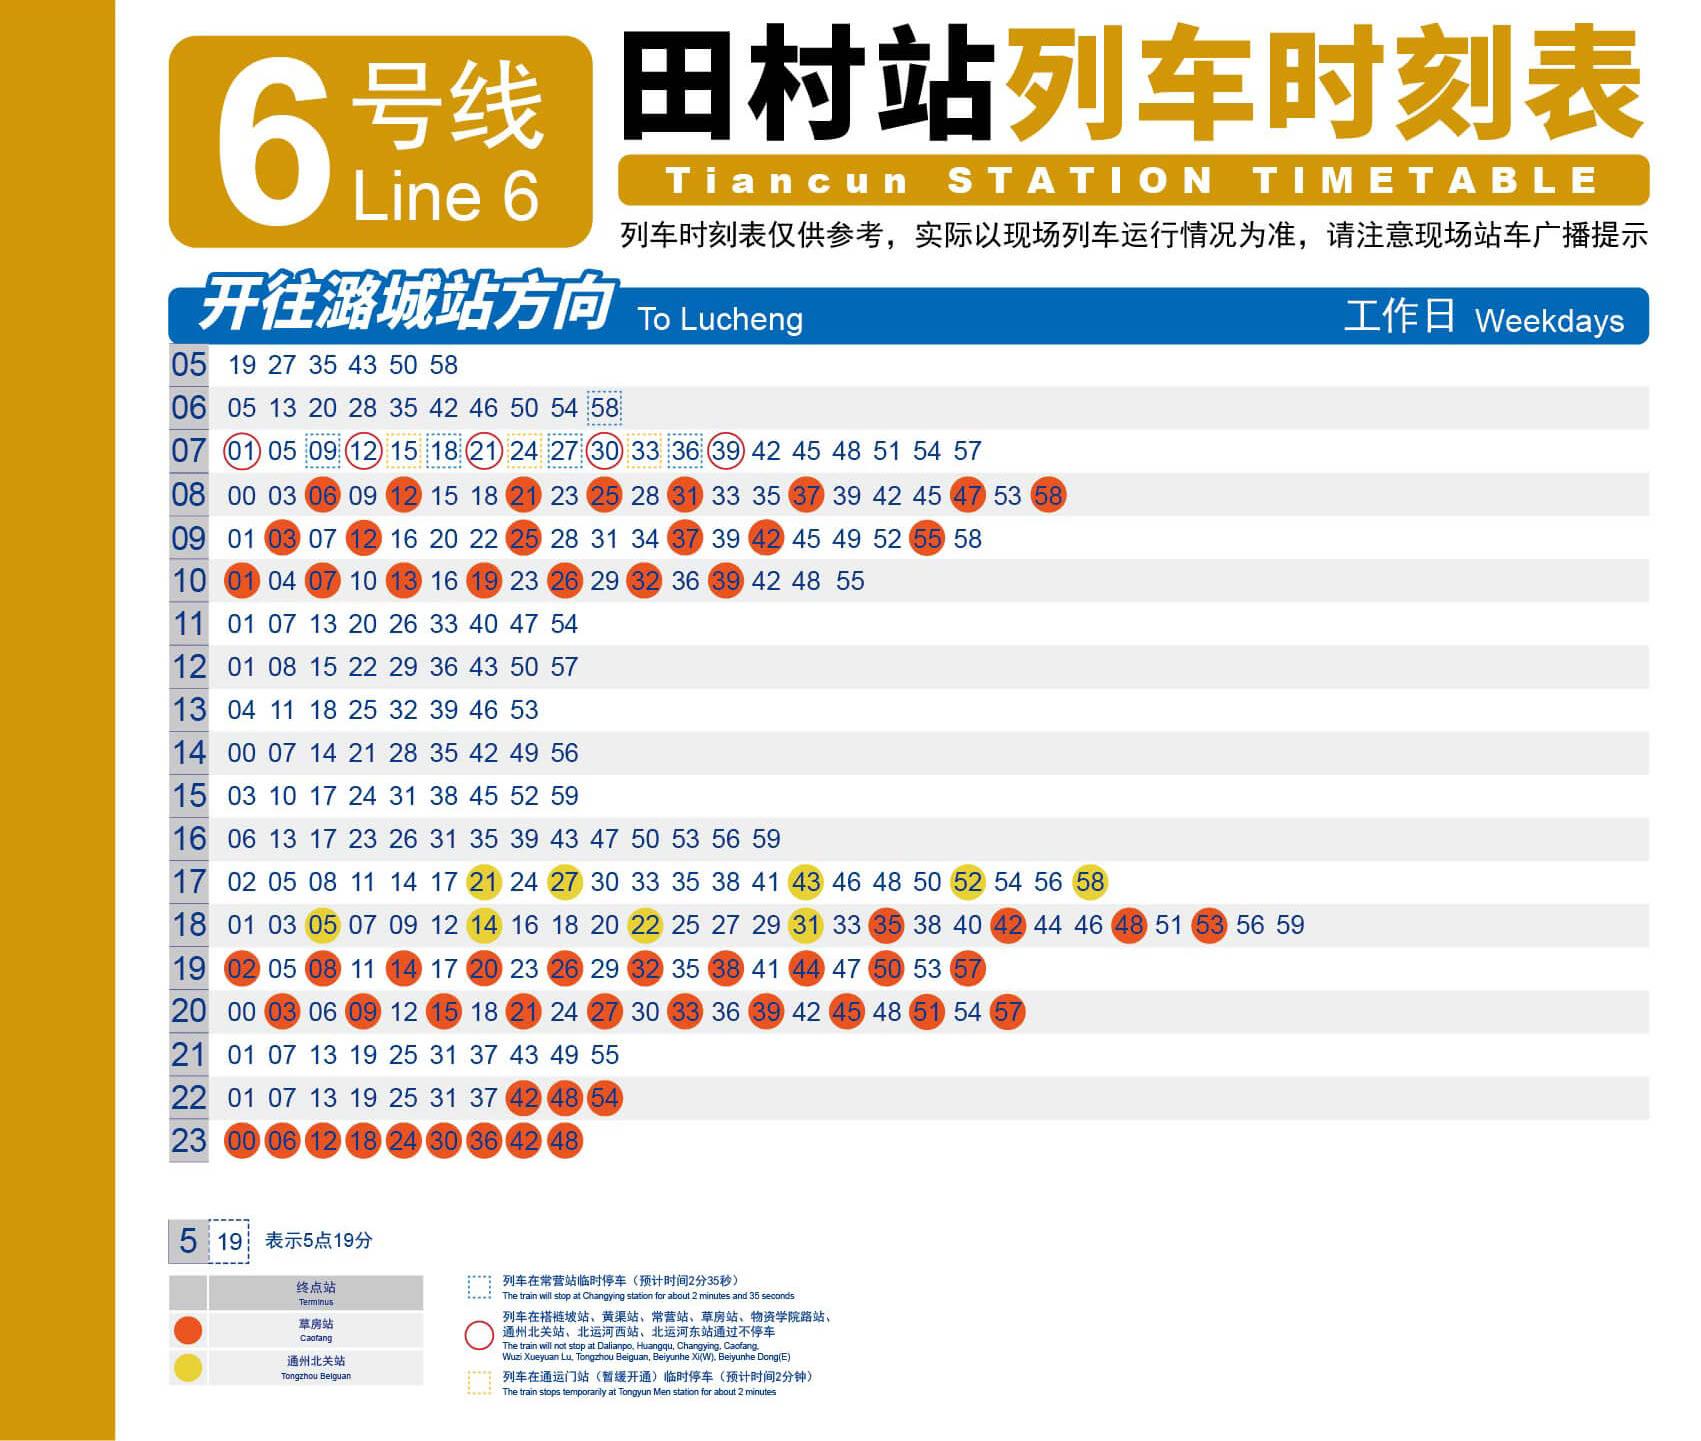 6 号线
Line 6
田村站列车时刻表
Tiancun STATION TIMETABLE
列车时刻表仅供参考，实际以现场列车运行情况为准，请注意现场站车广播提示
开往潞城站方向 To Lucheng 工作日 Weekdays
05 19 27 35 43 50 58
06 05 13 20 28 35 42 46 50 54 58
07 01 05 09 12 15 18 21 24 27 30 33 36 39 42 45 48 51 54 57
08 00 03 06 09 12 15 18 21 23 25 28 31 33 35 37 39 42 45 47 53 58
09 01 03 07 12 16 20 22 25 28 31 34 37 39 42 45 49 52 55 58
10 01 04 07 10 13 16 19 23 26 29 32 36 39 42 48 55
11 01 07 13 20 26 33 40 47 54
12 01 08 15 22 29 36 43 50 57
13 04 11 18 25 32 39 46 53
14 00 07 14 21 28 35 42 49 56
15 03 10 17 24 31 38 45 52 59
16 06 13 17 23 26 31 35 39 43 47 50 53 56 59
17 02 05 08 11 14 17 21 24 27 30 33 35 38 41 43 46 48 50 52 54 56 58
18 01 03 05 07 09 12 14 16 18 20 22 25 27 29 31 33 35 38 40 42 44 46 48 51 53 56 59
19 02 05 08 11 14 17 20 23 26 29 32 35 38 41 44 47 50 53 57
20 00 03 06 09 12 15 18 21 24 27 30 33 36 39 42 45 48 51 54 57
21 01 07 13 19 25 31 37 43 49 55
22 01 07 13 19 25 31 37 42 48 54
23 00 06 12 18 24 30 36 42 48
5 19 表示5点19分
终点站
Terminus
草房站
Caofang
通州北关站
Tongzhou Beiguan
列车在常营站临时停车（预计时间2分35秒）
The train will stop at Changying station for about 2 minutes and 35 seconds
列车在褡裢坡站、黄渠站、常营站、草房站、物资学院路站、
通州北关站、北运河西站、北运河东站通过不停车
The train will not stop at Dalianpo, Huangqu, Changying, Caofang,
Wuzi Xueyuan Lu, Tongzhou Beiguan, Beiyunhe Xi(W), Beiyunhe Dong(E)
列车在通运门站（暂缓开通）临时停车（预计时间2分钟）
The train stops temporarily at Tongyun Men station for about 2 minutes